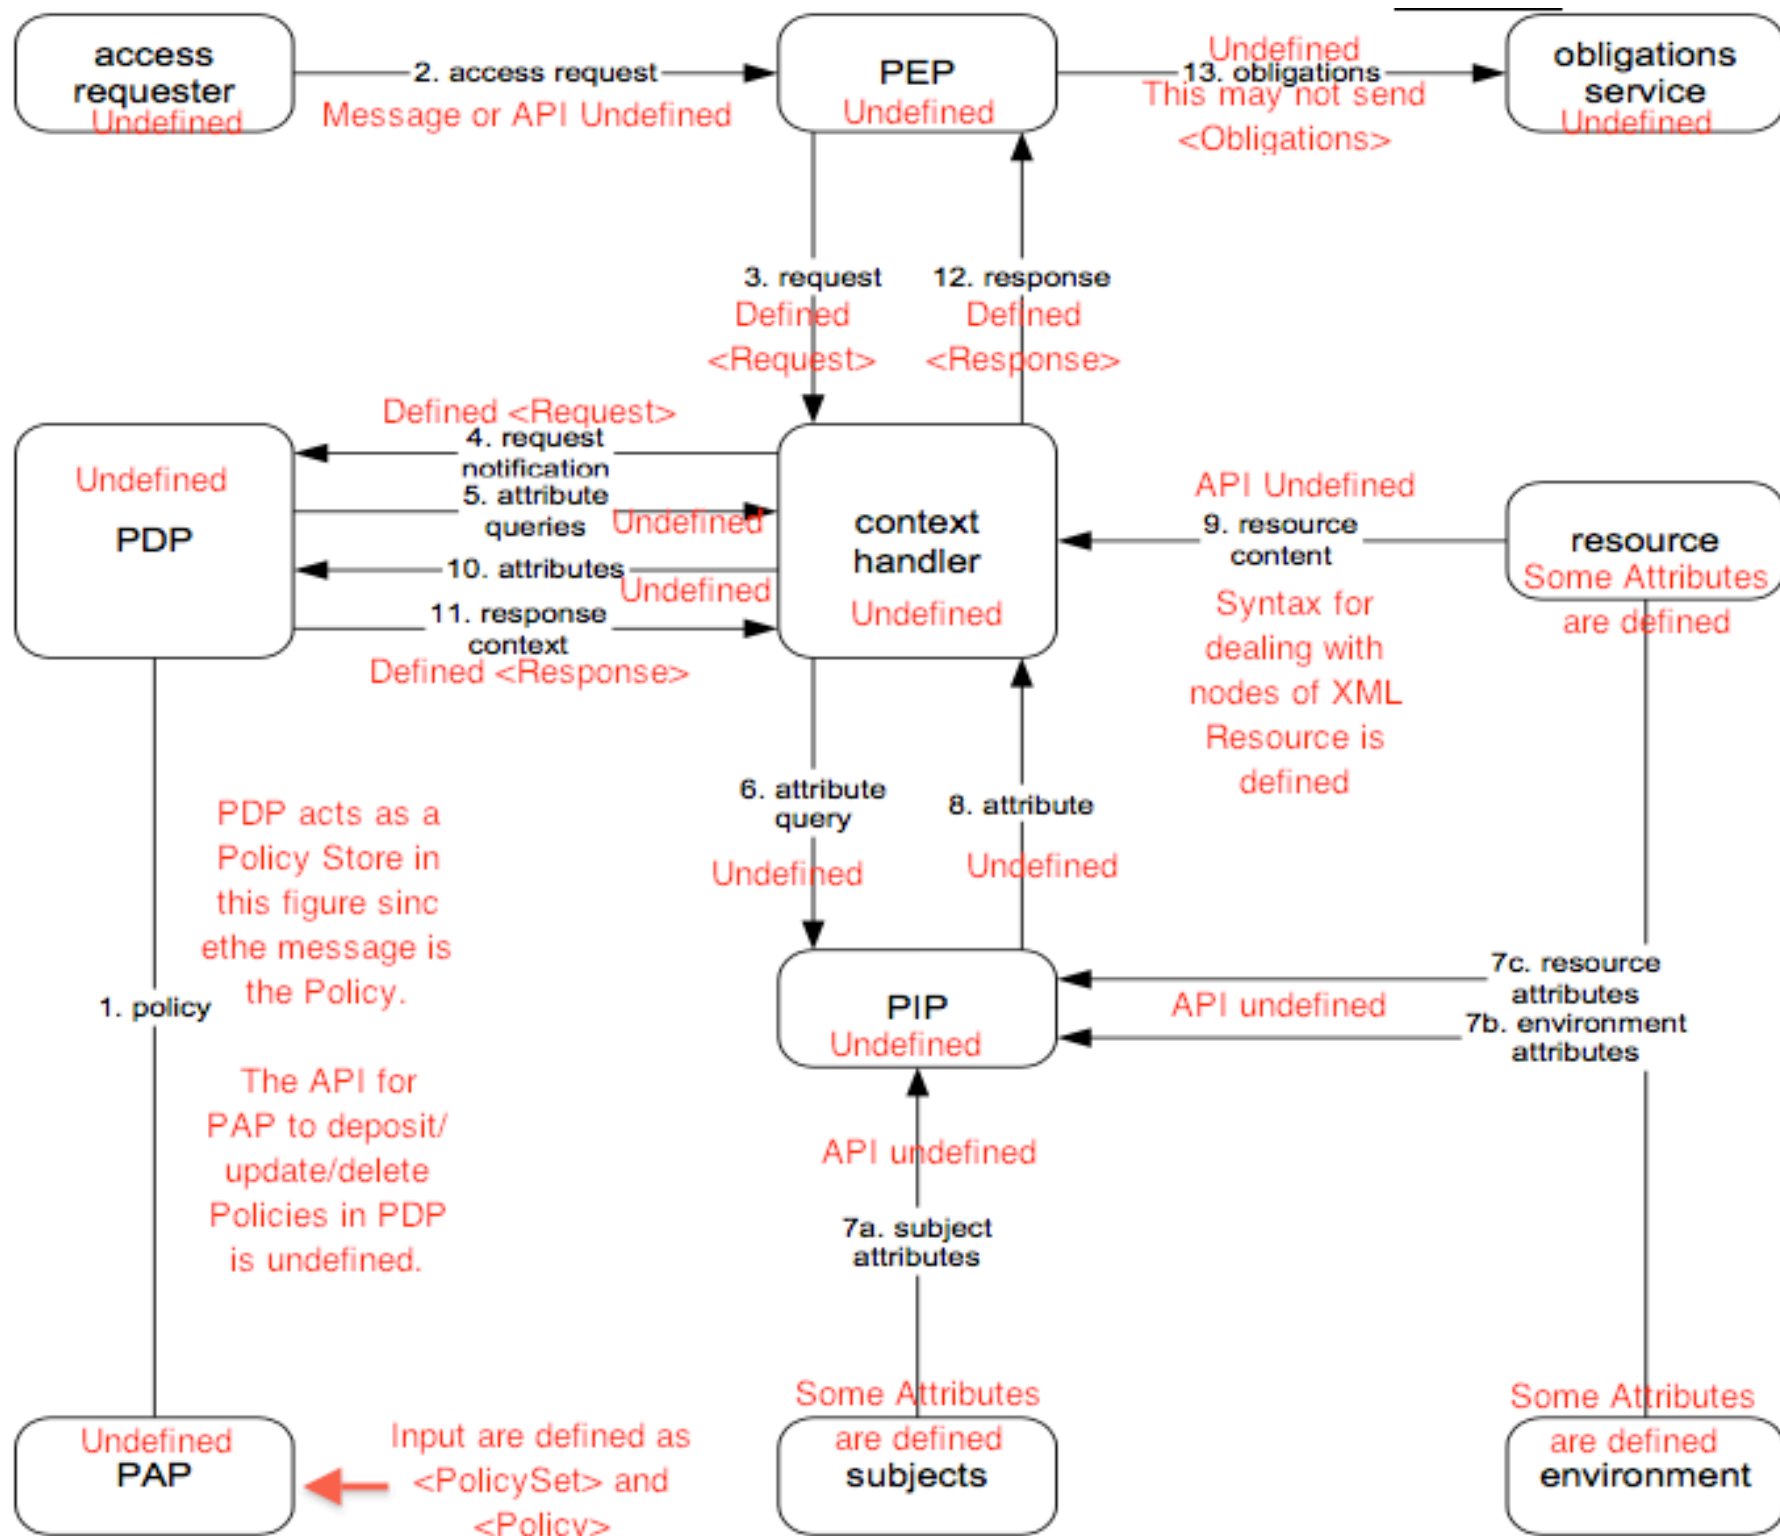 access
requester
Undefined
2. access request
Message or API Undefined
PEP
Undefined
Undefined
13. obligations
This may not send
<Obligations>
obligations
service
Undefined
3. request
Defined
<Request>
12. response
Defined
<Response>
Defined <Request>
4. request
notification
5. attribute
queries
Undefined
10. attributes
Undefined
11. response
context
Defined <Response>
Undefined
PDP
context
handler
Undefined
API Undefined
9. resource
content
Syntax for
dealing with
nodes of XML
Resource is
defined
resource
Some Attributes
are defined
6. attribute
query
Undefined
8. attribute
Undefined
PDP acts as a
Policy Store in
this figure sinc
ethe message is
the Policy.
1. policy
The API for
PAP to deposit/
update/delete
Policies in PDP
is undefined.
PIP
Undefined
7c. resource
attributes
API undefined
7b. environment
attributes
API undefined
7a. subject
attributes
Undefined
PAP
Input are defined as
<PolicySet> and
<Policy>
Some Attributes
are defined
subjects
Some Attributes
are defined
environment